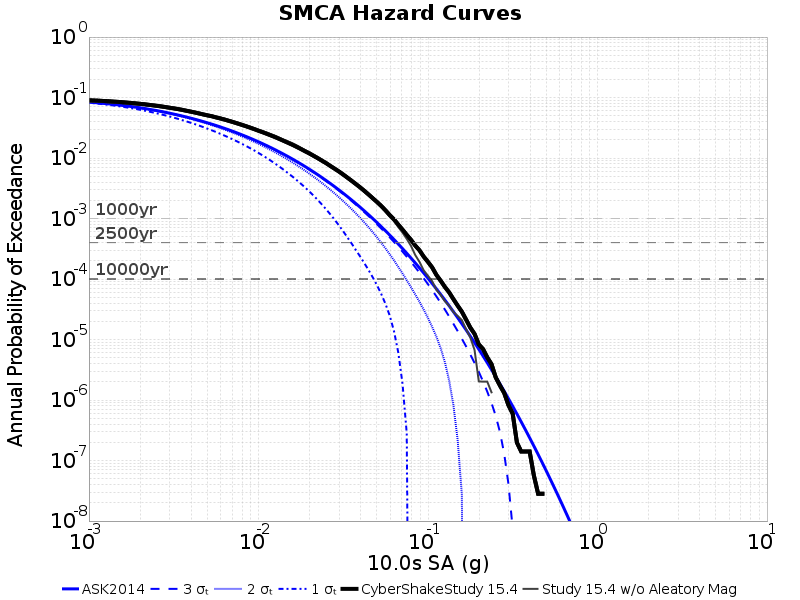 SMCA Hazard Curves
Annual Probability of Exceedance
10⁰
10⁻¹
10⁻²
10⁻³
10⁻⁴
10⁻⁵
10⁻⁶
10⁻⁷
10⁻⁸
1000yr
2500yr
10000yr
10⁻³ 10⁻² 10⁻¹ 10⁰ 10¹
10.0s SA (g)
ASK2014 3 σₜ 2 σₜ 1 σₜ CyberShakeStudy 15.4 Study 15.4 w/o Aleatory Mag